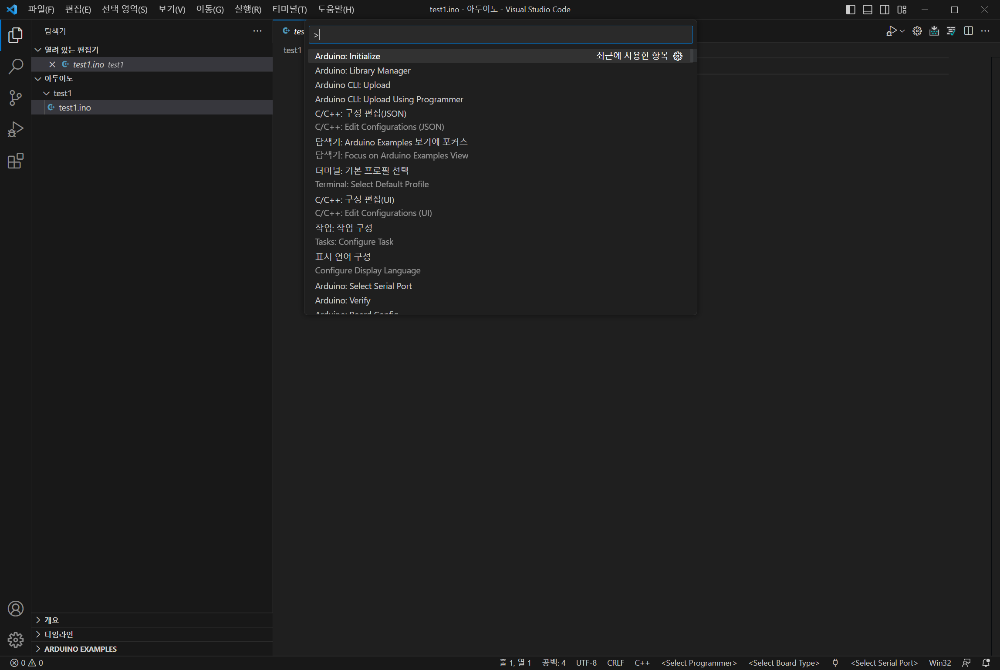 파일(F) 편집(E) 선택 영역(S) 보기(V) 이동(G) 실행(R) 터미널(T) 도움말(H) test1.ino - 아두이노 - Visual Studio Code
탐색기
열려 있는 편집기
test1.ino test1
아두이노
test1
test1.ino
개요
타임라인
ARDUINO EXAMPLES
tes
test1
>
Arduino: Initialize 최근에 사용한 항목
Arduino: Library Manager
Arduino CLI: Upload
Arduino CLI: Upload Using Programmer
C/C++: 구성 편집(JSON)
C/C++: Edit Configurations (JSON)
탐색기: Arduino Examples 보기에 포커스
탐색기: Focus on Arduino Examples View
터미널: 기본 프로필 선택
Terminal: Select Default Profile
C/C++: 구성 편집(UI)
C/C++: Edit Configurations (UI)
작업: 작업 구성
Tasks: Configure Task
표시 언어 구성
Configure Display Language
Arduino: Select Serial Port
Arduino: Verify
Arduino: Board Config
0 0 줄 1, 열 1 공백: 4 UTF-8 CRLF C++ <Select Programmer> <Select Board Type> <Select Serial Port> Win32